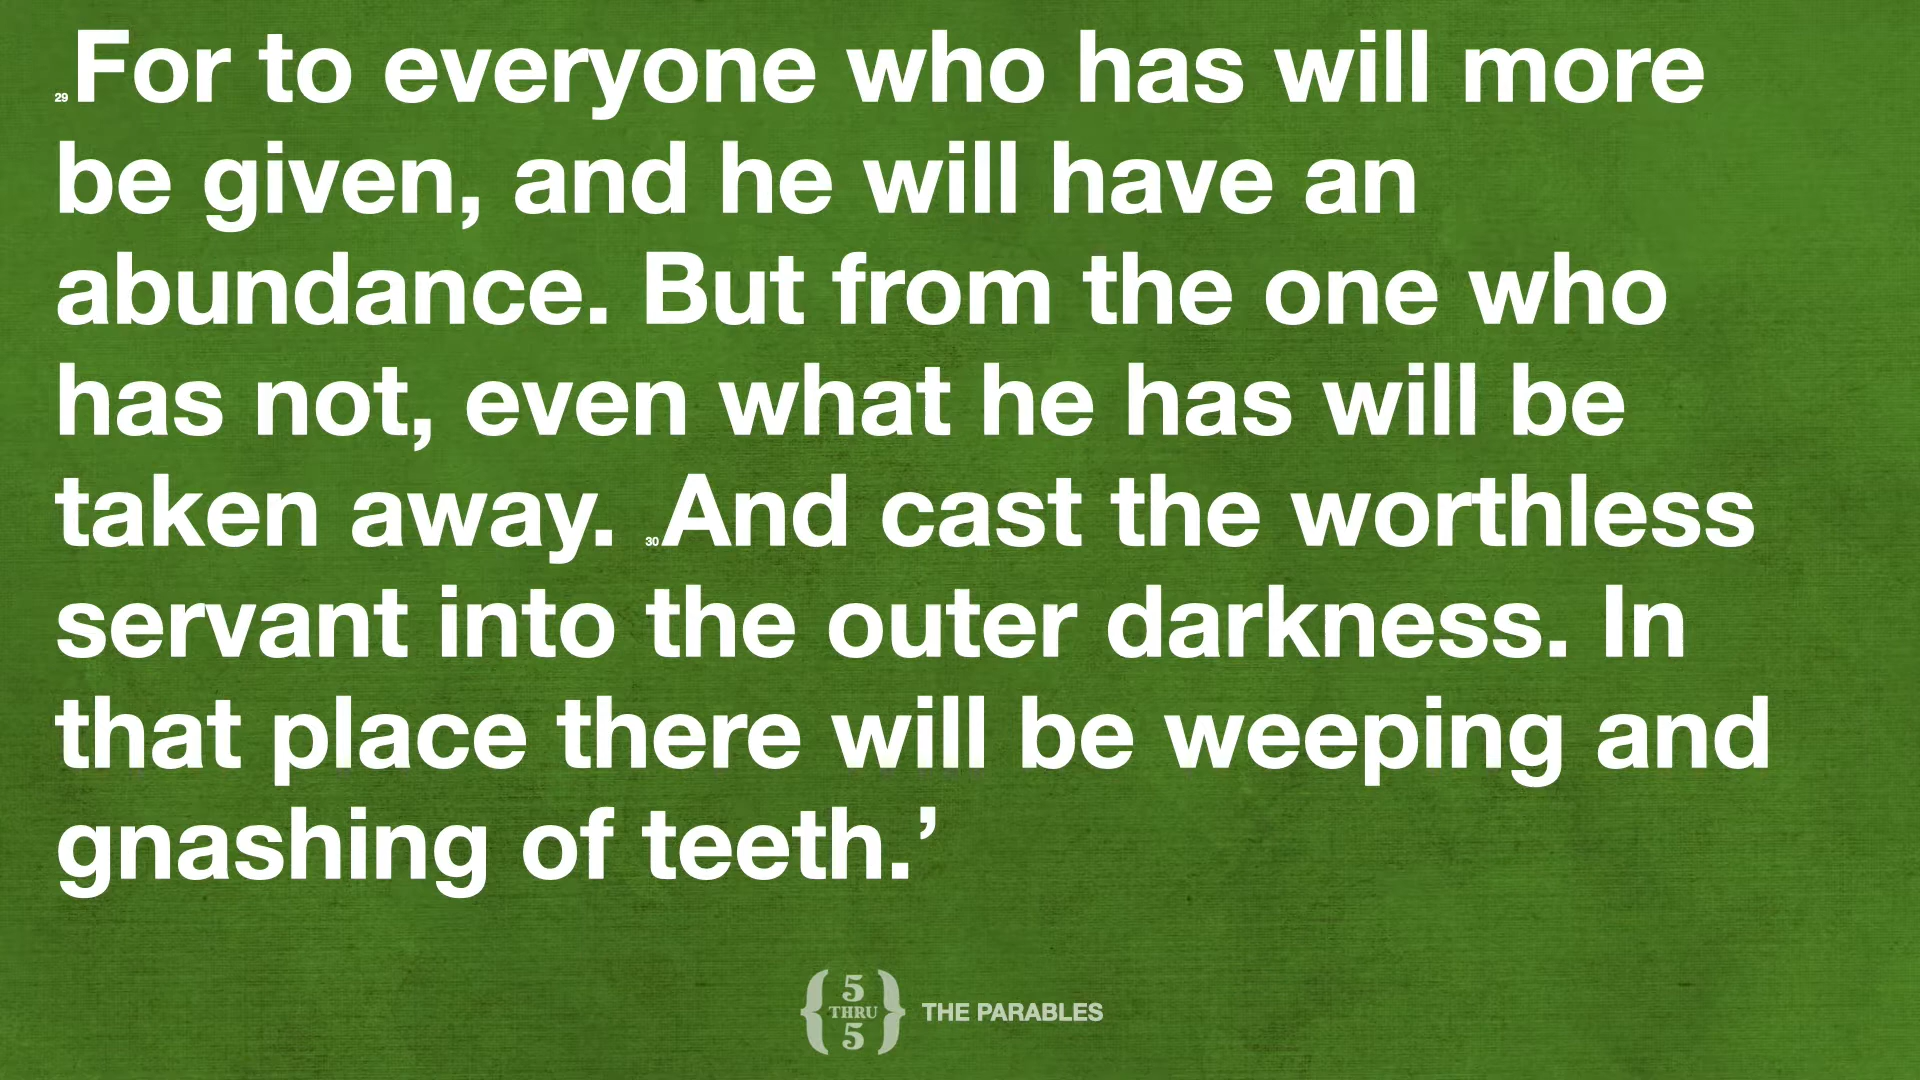 29For to everyone who has will more
be given, and he will have an
abundance. But from the one who
has not, even what he has will be
taken away. 30And cast the worthless
servant into the outer darkness. In
that place there will be weeping and
gnashing of teeth.’
{5 THRU 5} THE PARABLES